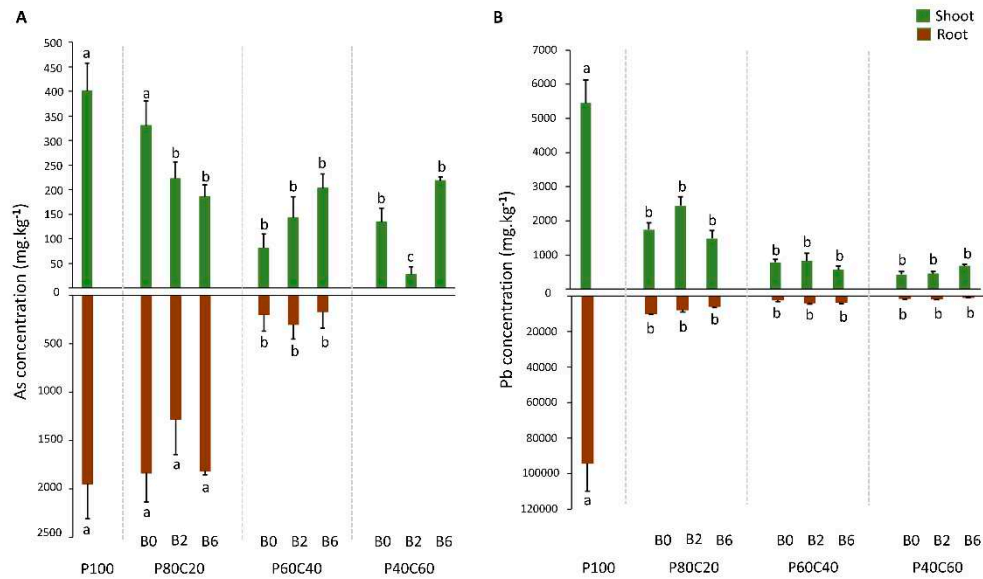 A
As concentration (mg.kg⁻¹)
500
450
400
350
300
250
200
150
100
50
0
500
1000
1500
2000
2500
a
a
b
b
b
b
b
b
c
b
a
a
a
a
b
b
b
B0 B2 B6 B0 B2 B6 B0 B2 B6
P100 P80C20 P60C40 P40C60
B
Shoot
Root
Pb concentration (mg.kg⁻¹)
7000
6000
5000
4000
3000
2000
1000
0
20000
40000
60000
80000
100000
120000
a
b
b
b
b
b
b
b
b
b
a
b
b
b
b
b
b
b
b
b
B0 B2 B6 B0 B2 B6 B0 B2 B6
P100 P80C20 P60C40 P40C60